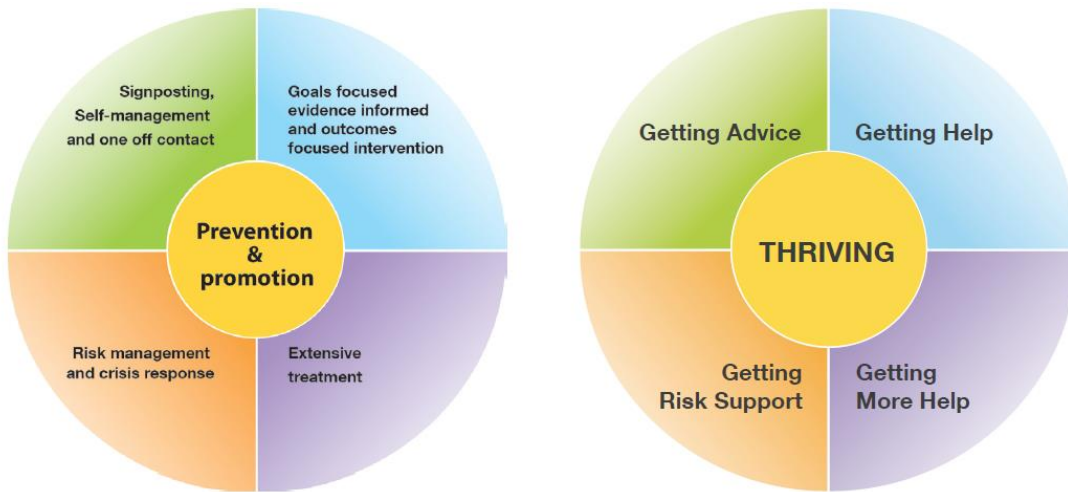 Signposting,
Self-management
and one off contact
Goals focused
evidence informed
and outcomes
focused intervention
Prevention
&
promotion
Risk management
and crisis response
Extensive
treatment
Getting Advice
Getting Help
THRIVING
Getting
Risk Support
Getting
More Help